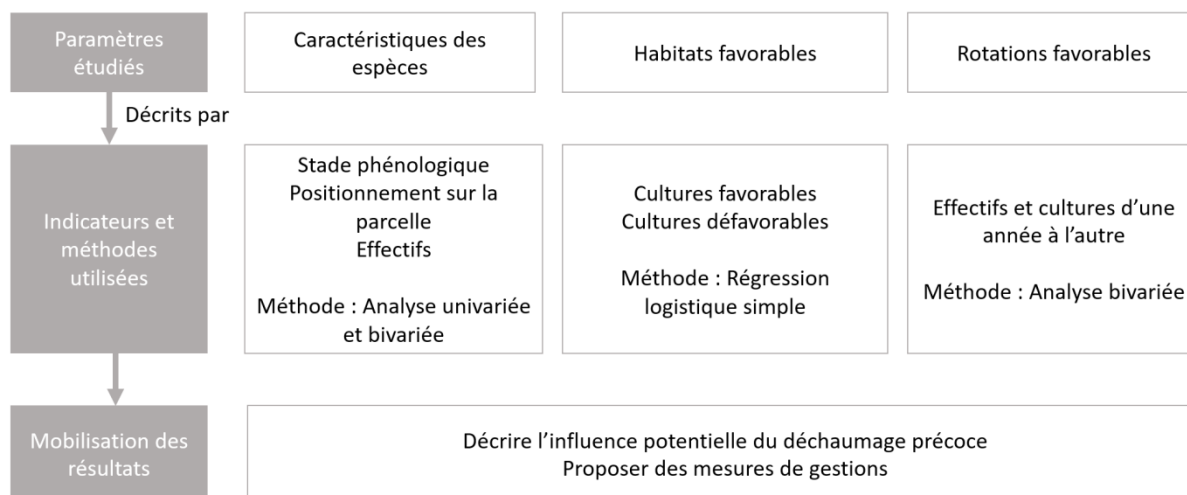 Paramètres
étudiés
Caractéristiques des
espèces
Habitats favorables
Rotations favorables
Décrits par
Indicateurs et
méthodes
utilisées
Stade phénologique
Positionnement sur la
parcelle
Effectifs
Méthode : Analyse univariée
et bivariée
Cultures favorables
Cultures défavorables
Méthode : Régression
logistique simple
Effectifs et cultures d’une
année à l’autre
Méthode : Analyse bivariée
Mobilisation des
résultats
Décrire l’influence potentielle du déchaumage précoce
Proposer des mesures de gestions